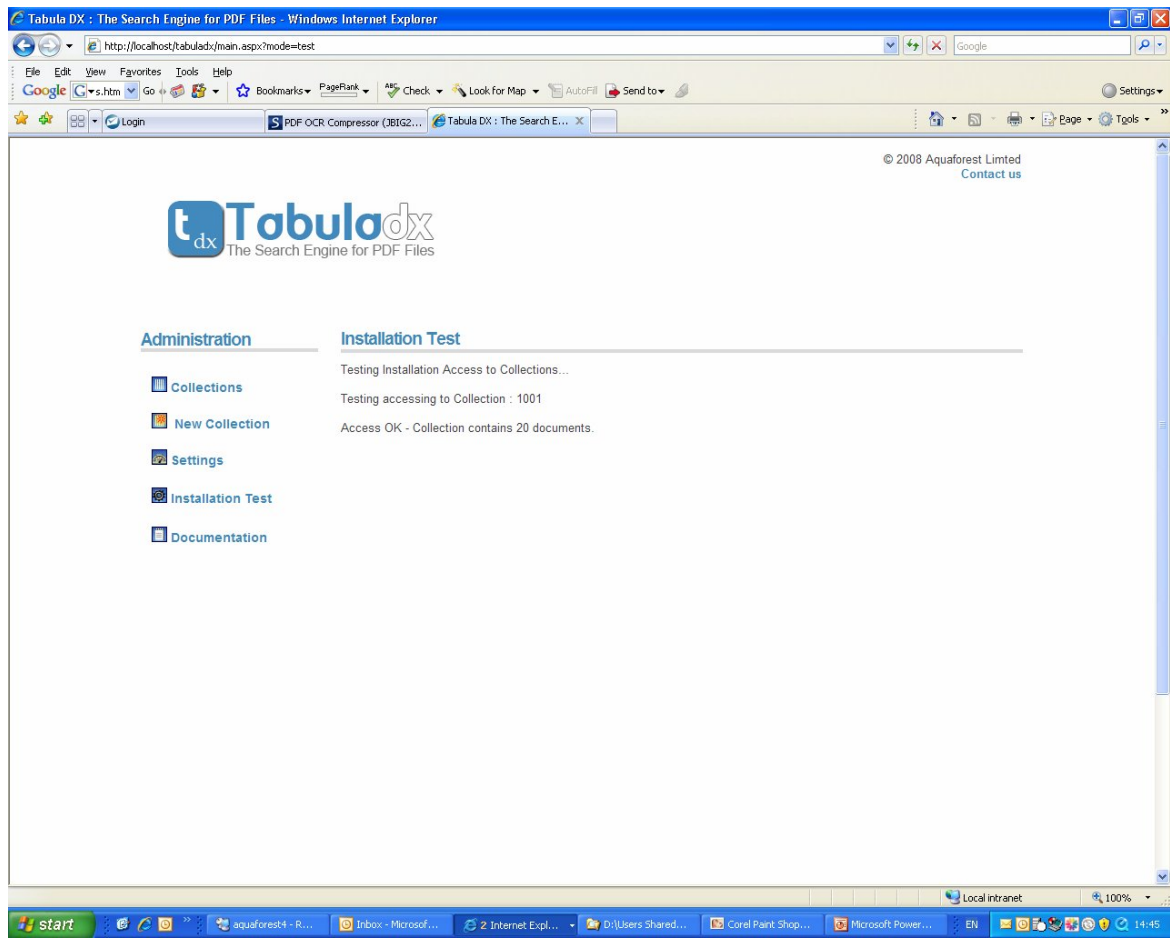 Tabula DX : The Search Engine for PDF Files - Windows Internet Explorer
http://localhost/tabuladx/main.aspx?mode=test
Google
File Edit View Favorites Tools Help
Google G s.htm Go Bookmarks PageRank Check Look for Map AutoFill Send to Settings
Login
PDF OCR Compressor (JBIG2...
Tabula DX : The Search E...
Page Tools
© 2008 Aquaforest Limted
Contact us
t dx Tabuladx
The Search Engine for PDF Files
Administration
Collections
New Collection
Settings
Installation Test
Documentation
Installation Test
Testing Installation Access to Collections...
Testing accessing to Collection : 1001
Access OK - Collection contains 20 documents.
Local intranet 100%
start aquaforest4 - R... Inbox - Microsof... 2 Internet Expl... D:\Users Shared... Corel Paint Shop... Microsoft Power... EN 14:45